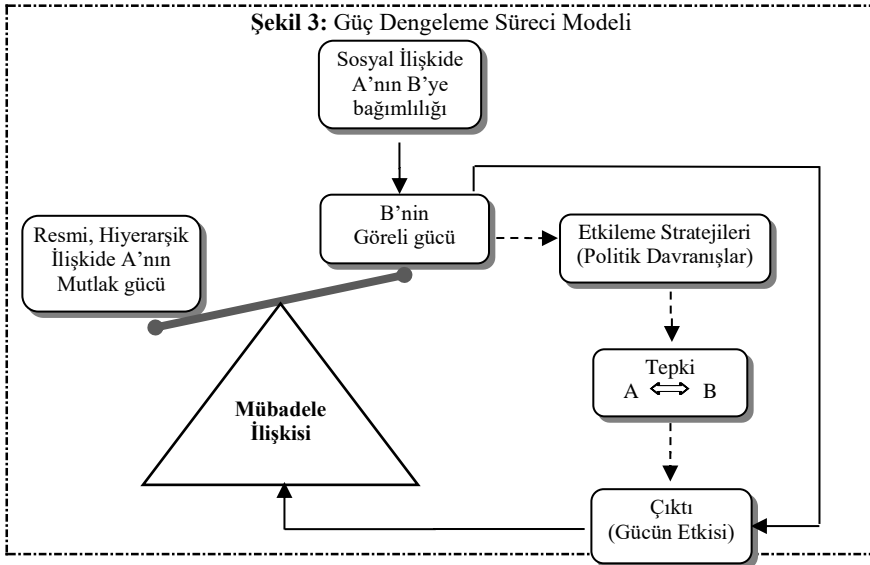 Şekil 3: Güç Dengeleme Süreci Modeli
Sosyal İlişkide
A’nın B’ye
bağımlılığı
B’nin
Göreli gücü
Resmi, Hiyerarşik
İlişkide A’nın
Mutlak gücü
Etkileme Stratejileri
(Politik Davranışlar)
Tepki
A B
Mübadele
İlişkisi
Çıktı
(Gücün Etkisi)